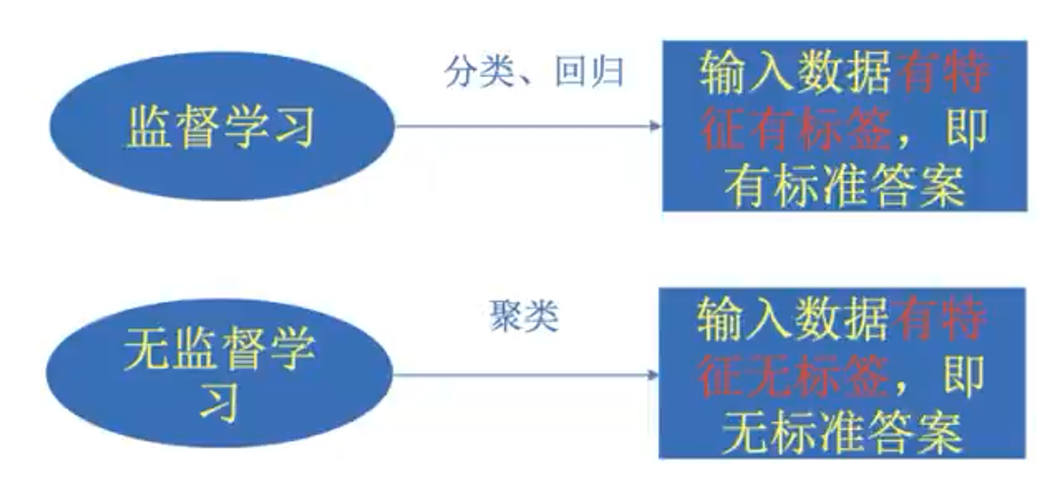 监督学习
分类、回归
输入数据有特
征有标签，即
有标准答案
无监督学
习
聚类
输入数据有特
征无标签，即
无标准答案